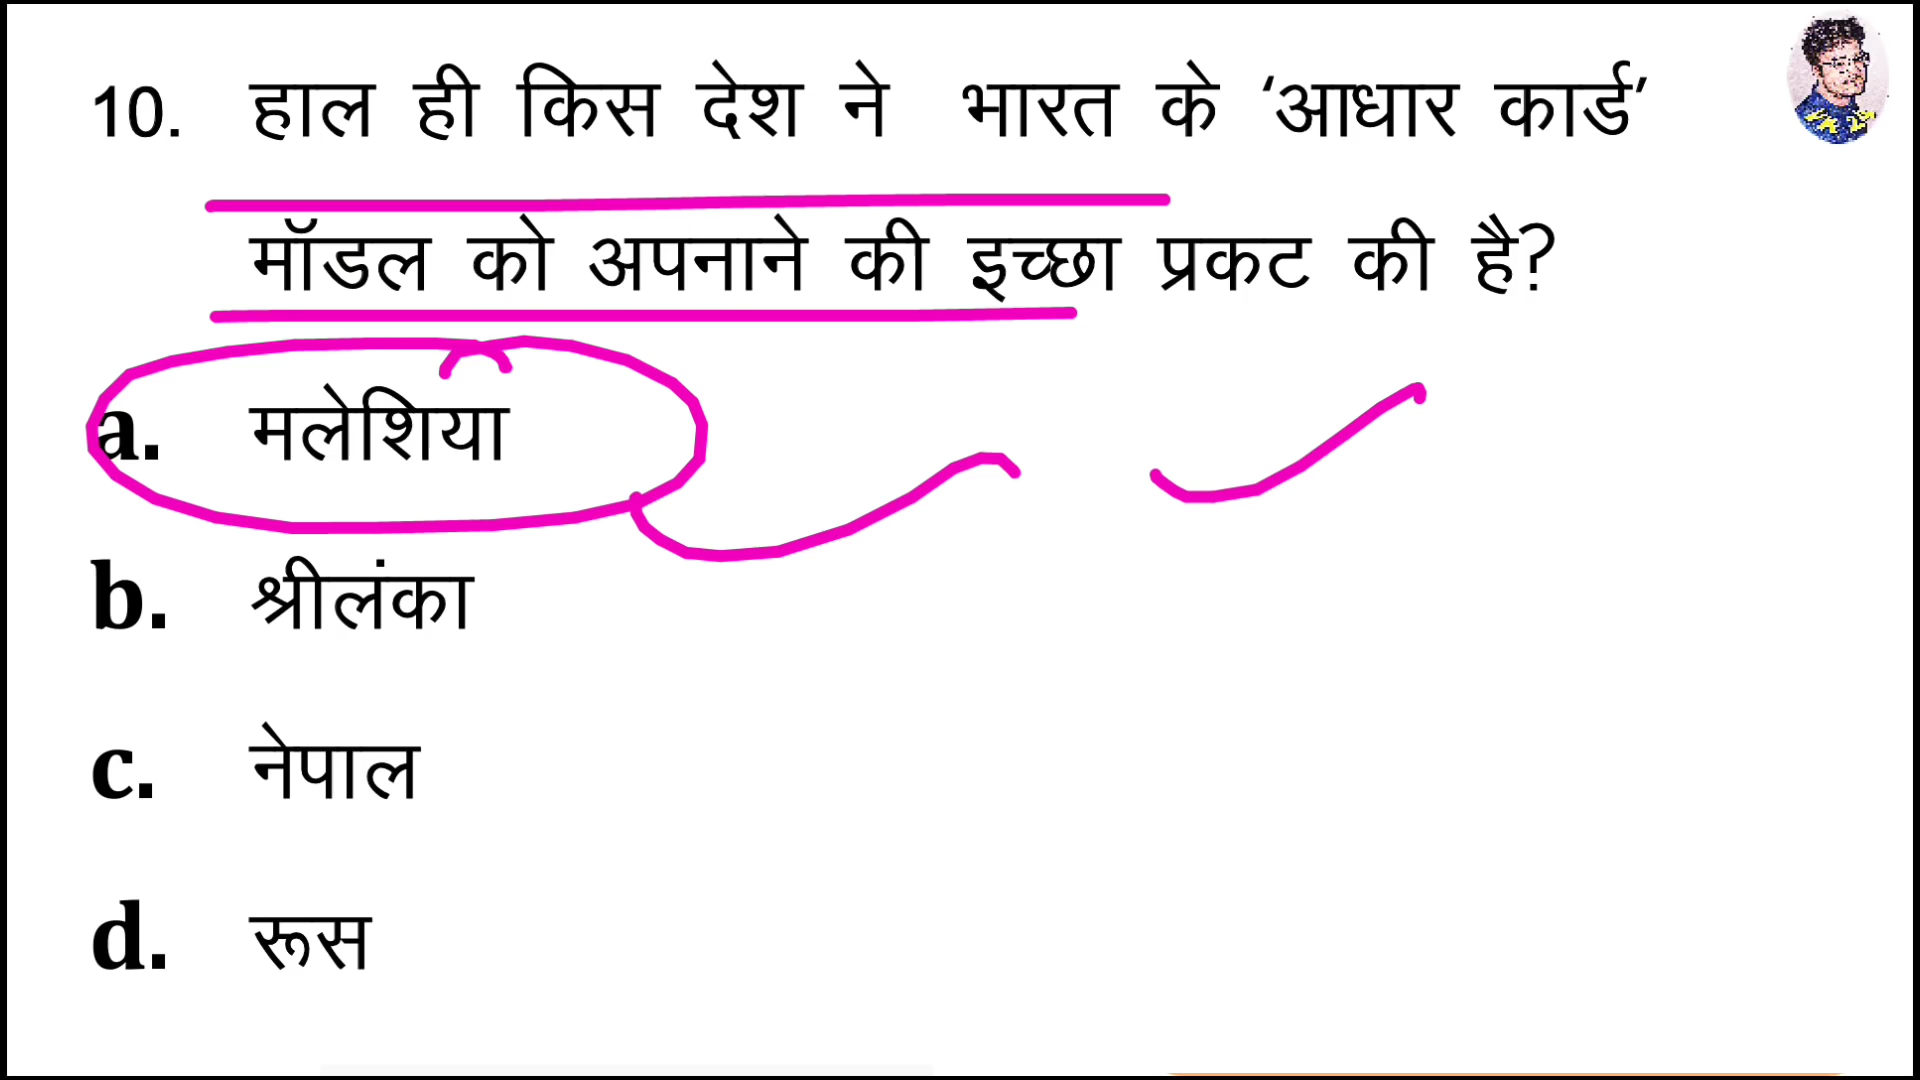 10. हाल ही किस देश ने भारत के ‘आधार कार्ड’
मॉडल को अपनाने की इच्छा प्रकट की है?
a. मलेशिया
b. श्रीलंका
c. नेपाल
d. रूस